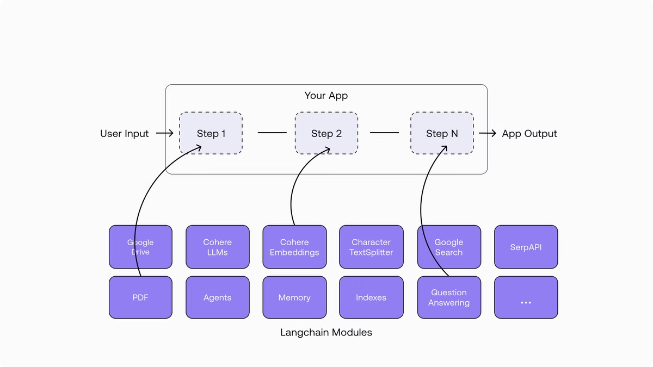 Your App
User Input
Step 1
Step 2
Step N
App Output
Google
Drive
Cohere
LLMs
Cohere
Embeddings
Character
TextSplitter
Google
Search
SerpAPI
PDF
Agents
Memory
Indexes
Question
Answering
...
Langchain Modules